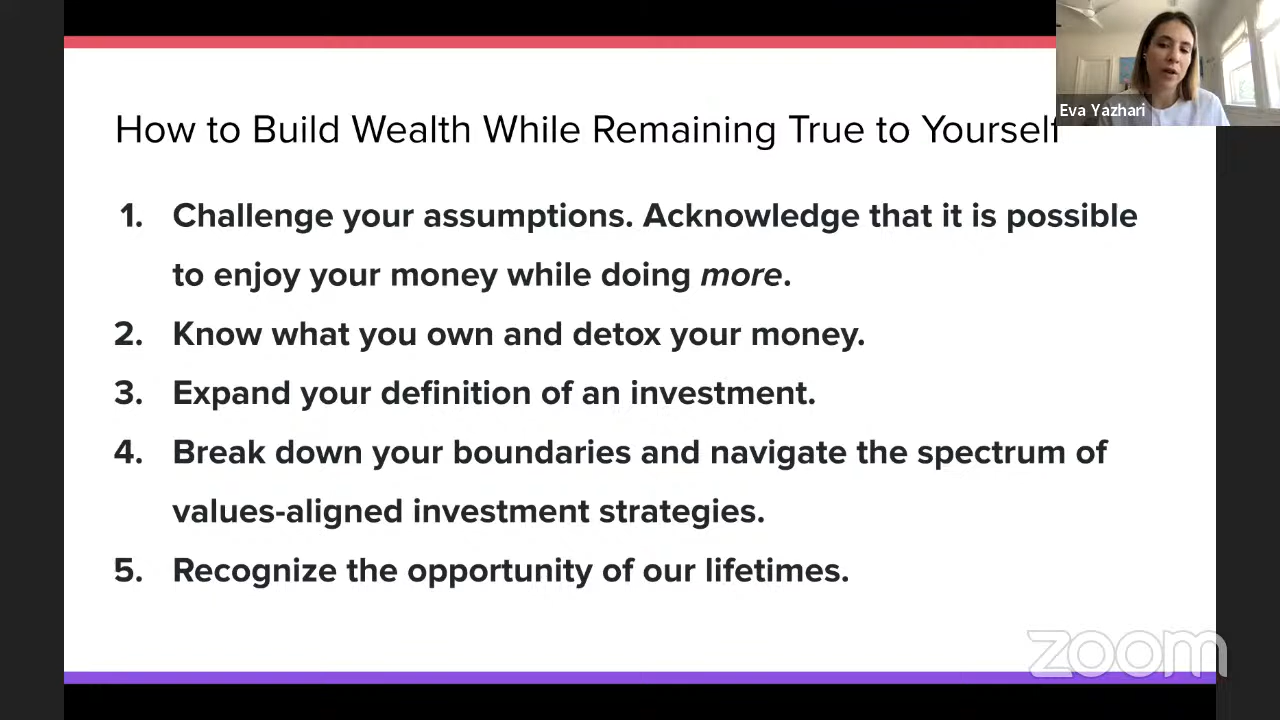 Eva Yazhari
How to Build Wealth While Remaining True to Yourself
1. Challenge your assumptions. Acknowledge that it is possible
to enjoy your money while doing more.
2. Know what you own and detox your money.
3. Expand your definition of an investment.
4. Break down your boundaries and navigate the spectrum of
values-aligned investment strategies.
5. Recognize the opportunity of our lifetimes.
zoom